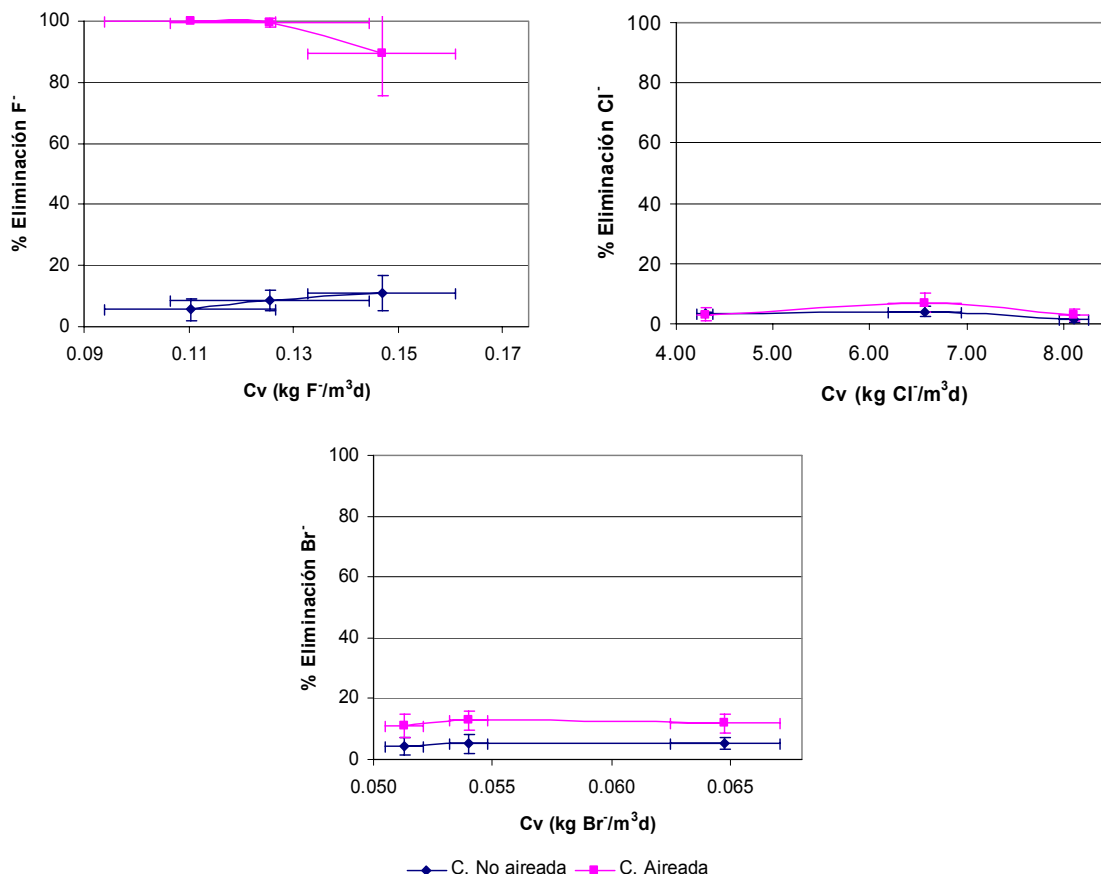 % Eliminación F-
100
80
60
40
20
0
0.09 0.11 0.13 0.15 0.17
Cv (kg F-/m3d)
% Eliminación Cl-
100
80
60
40
20
0
4.00 5.00 6.00 7.00 8.00
Cv (kg Cl-/m3d)
% Eliminación Br-
100
80
60
40
20
0
0.050 0.055 0.060 0.065
Cv (kg Br-/m3d)
C. No aireada C. Aireada